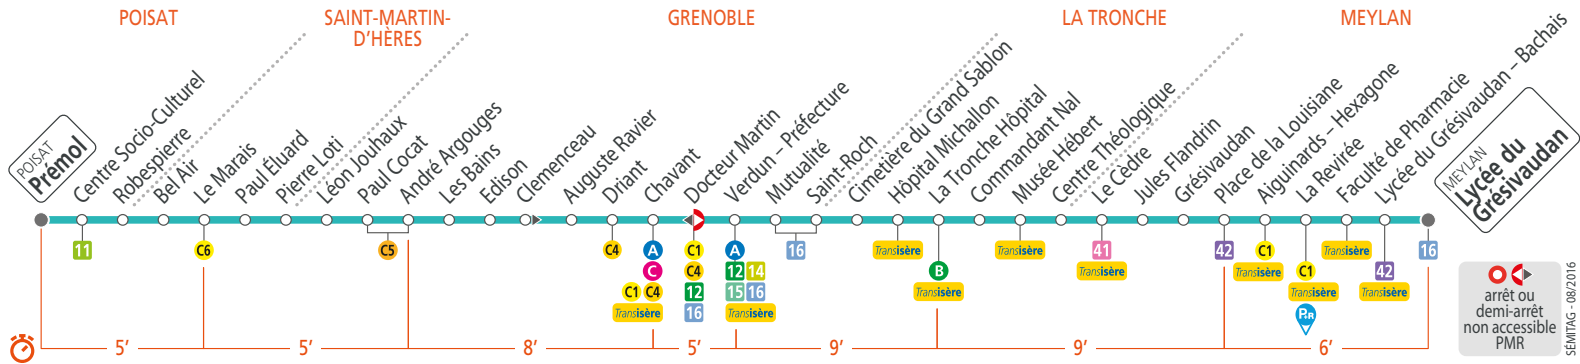 POISAT
SAINT-MARTIN-
D'HÈRES
GRENOBLE
LA TRONCHE
MEYLAN
POISAT
Prémol
Centre Socio-Culturel
Robespierre
Bel Air
Le Marais
Paul Éluard
Pierre Loti
Léon Jouhaux
Paul Cocat
André Argouges
Les Bains
Edison
Clemenceau
Auguste Ravier
Driant
Chavant
Docteur Martin
Verdun – Préfecture
Mutualité
Saint-Roch
Cimetière du Grand Sablon
Hôpital Michallon
La Tronche Hôpital
Commandant Nal
Musée Hébert
Centre Théologique
Le Cèdre
Jules Flandrin
Grésivaudan
Place de la Louisiane
Aiguinards – Hexagone
La Revirée
Faculté de Pharmacie
Lycée du Grésivaudan – Bachais
MEYLAN
Lycée du
Grésivaudan
11
C6
C5
C4
A
C
C1 C4
Transisère
C1
C4
12
16
A
12 14
15 16
Transisère
16
Transisère
B
Transisère
Transisère
41
Transisère
42
C1
Transisère
C1
Transisère
P+R
Transisère
42
Transisère
16
5’
5’
8’
5’
9’
9’
6’
arrêt ou
demi-arrêt
non accessible
PMR
SÉMITAG - 08/2016